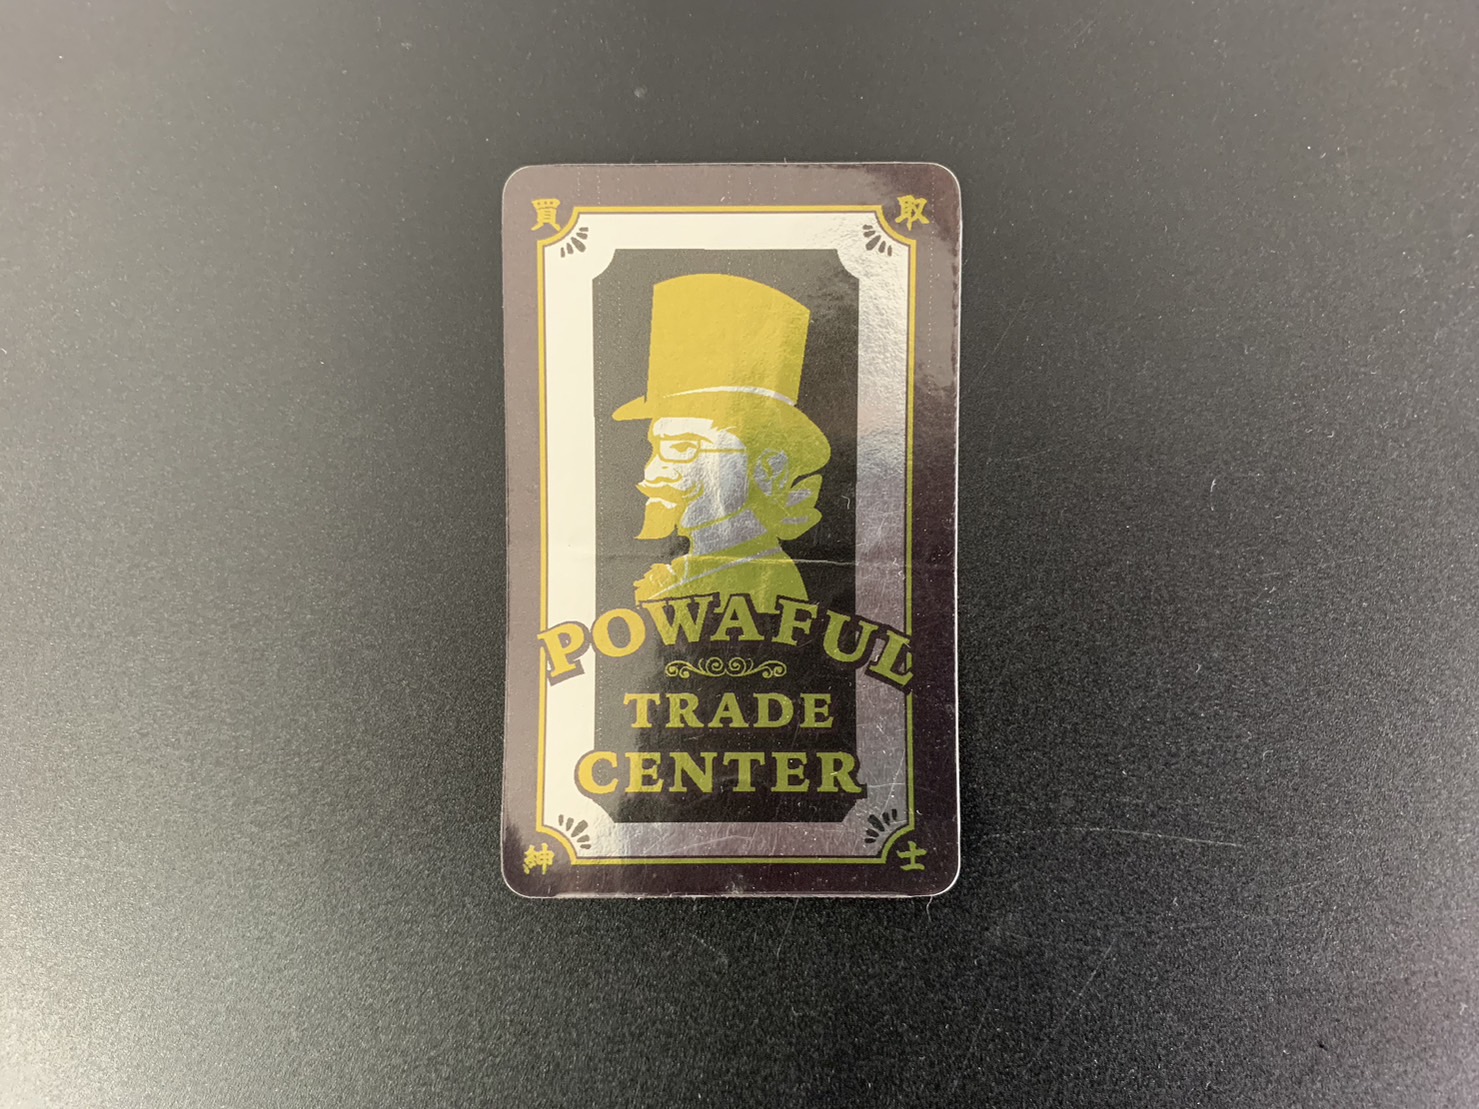 買 取
POWAFUL
TRADE
CENTER
紳 士